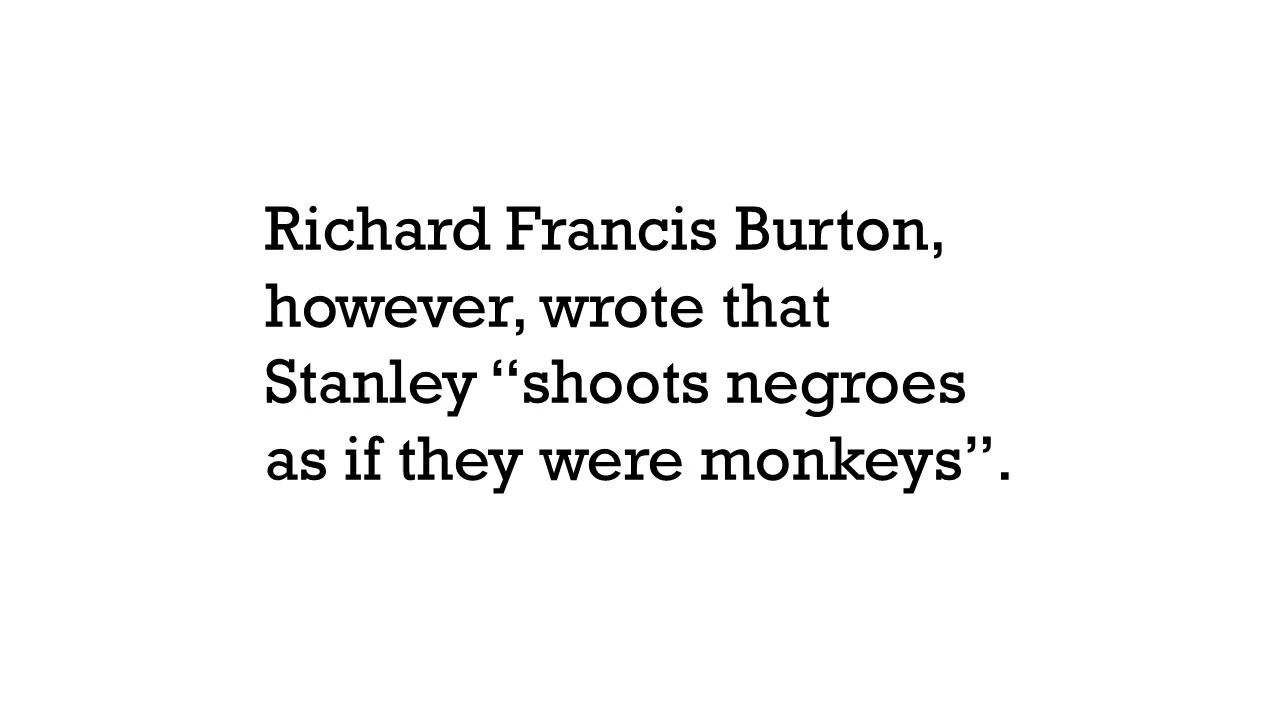 Richard Francis Burton,
however, wrote that
Stanley “shoots negroes
as if they were monkeys”.